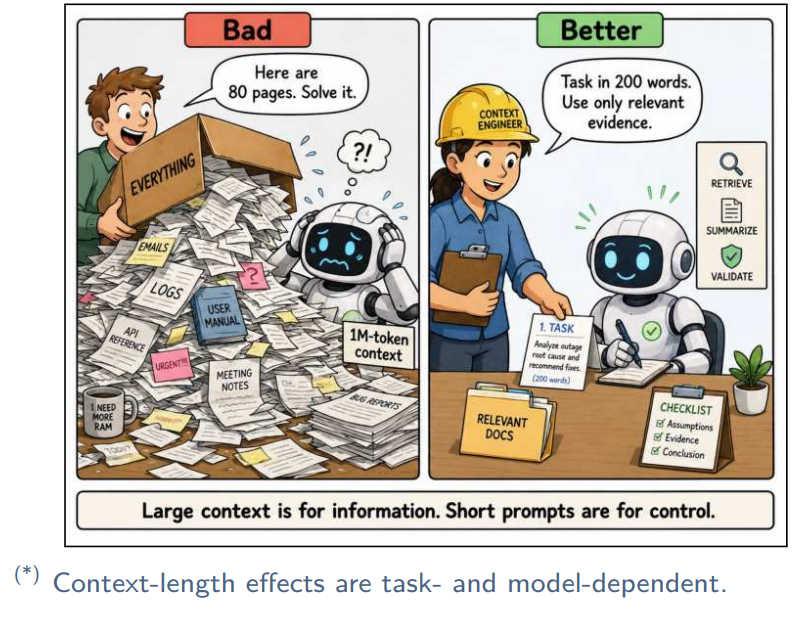 Bad
Here are
80 pages. Solve it.
EVERYTHING
?!
EMAILS
LOGS
?
USER
MANUAL
API
REFERENCE
URGENT!!!
MEETING
NOTES
1M-token
context
BUG REPORTS
I NEED
MORE
RAM
Better
Task in 200 words.
Use only relevant
evidence.
CONTEXT
ENGINEER
RETRIEVE
SUMMARIZE
VALIDATE
1. TASK
Analyze outage
root cause and
recommend fixes.
(200 words)
RELEVANT
DOCS
CHECKLIST
Assumptions
Evidence
Conclusion
Large context is for information. Short prompts are for control.
(*) Context-length effects are task- and model-dependent.